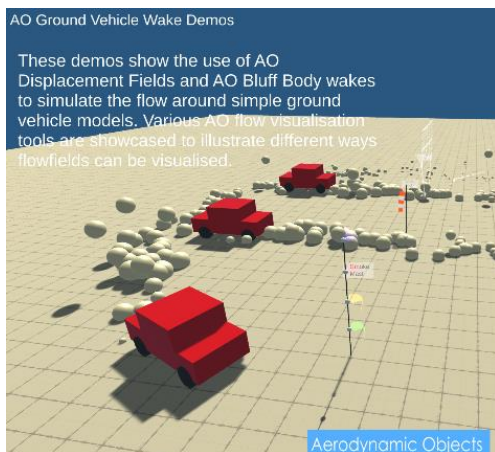 AO Ground Vehicle Wake Demos
These demos show the use of AO
Displacement Fields and AO Bluff Body wakes
to simulate the flow around simple ground
vehicle models. Various AO flow visualisation
tools are showcased to illustrate different ways
flowfields can be visualised.
Smoke
Mast
Aerodynamic Objects